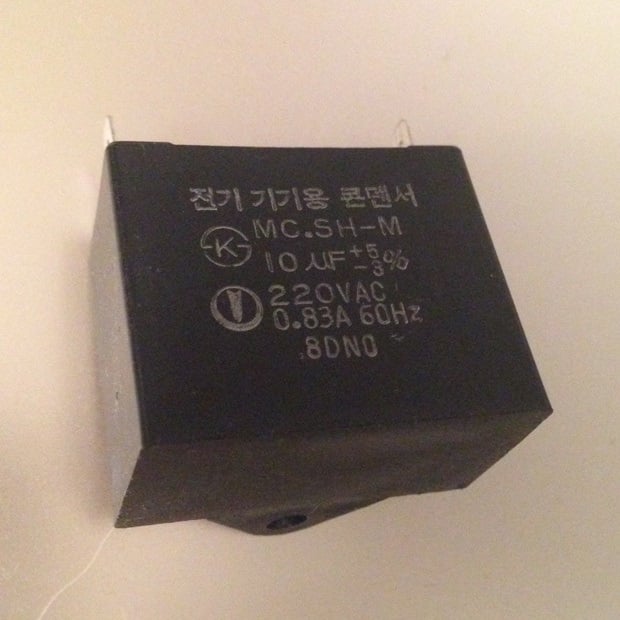 전기 기기용 콘덴서
K MC.SH-M
10 μF +5 -3 %
220VAC
0.83A 60Hz
8DN0